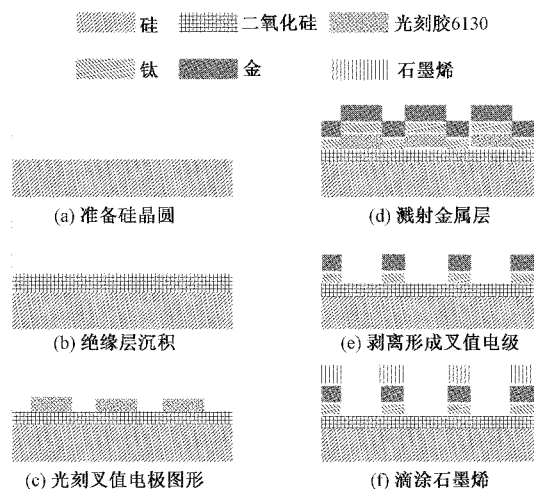 硅 二氧化硅 光刻胶6130
钛 金 石墨烯
(a) 准备硅晶圆
(d) 溅射金属层
(b) 绝缘层沉积
(e) 剥离形成叉值电级
(c) 光刻叉值电极图形
(f) 滴涂石墨烯